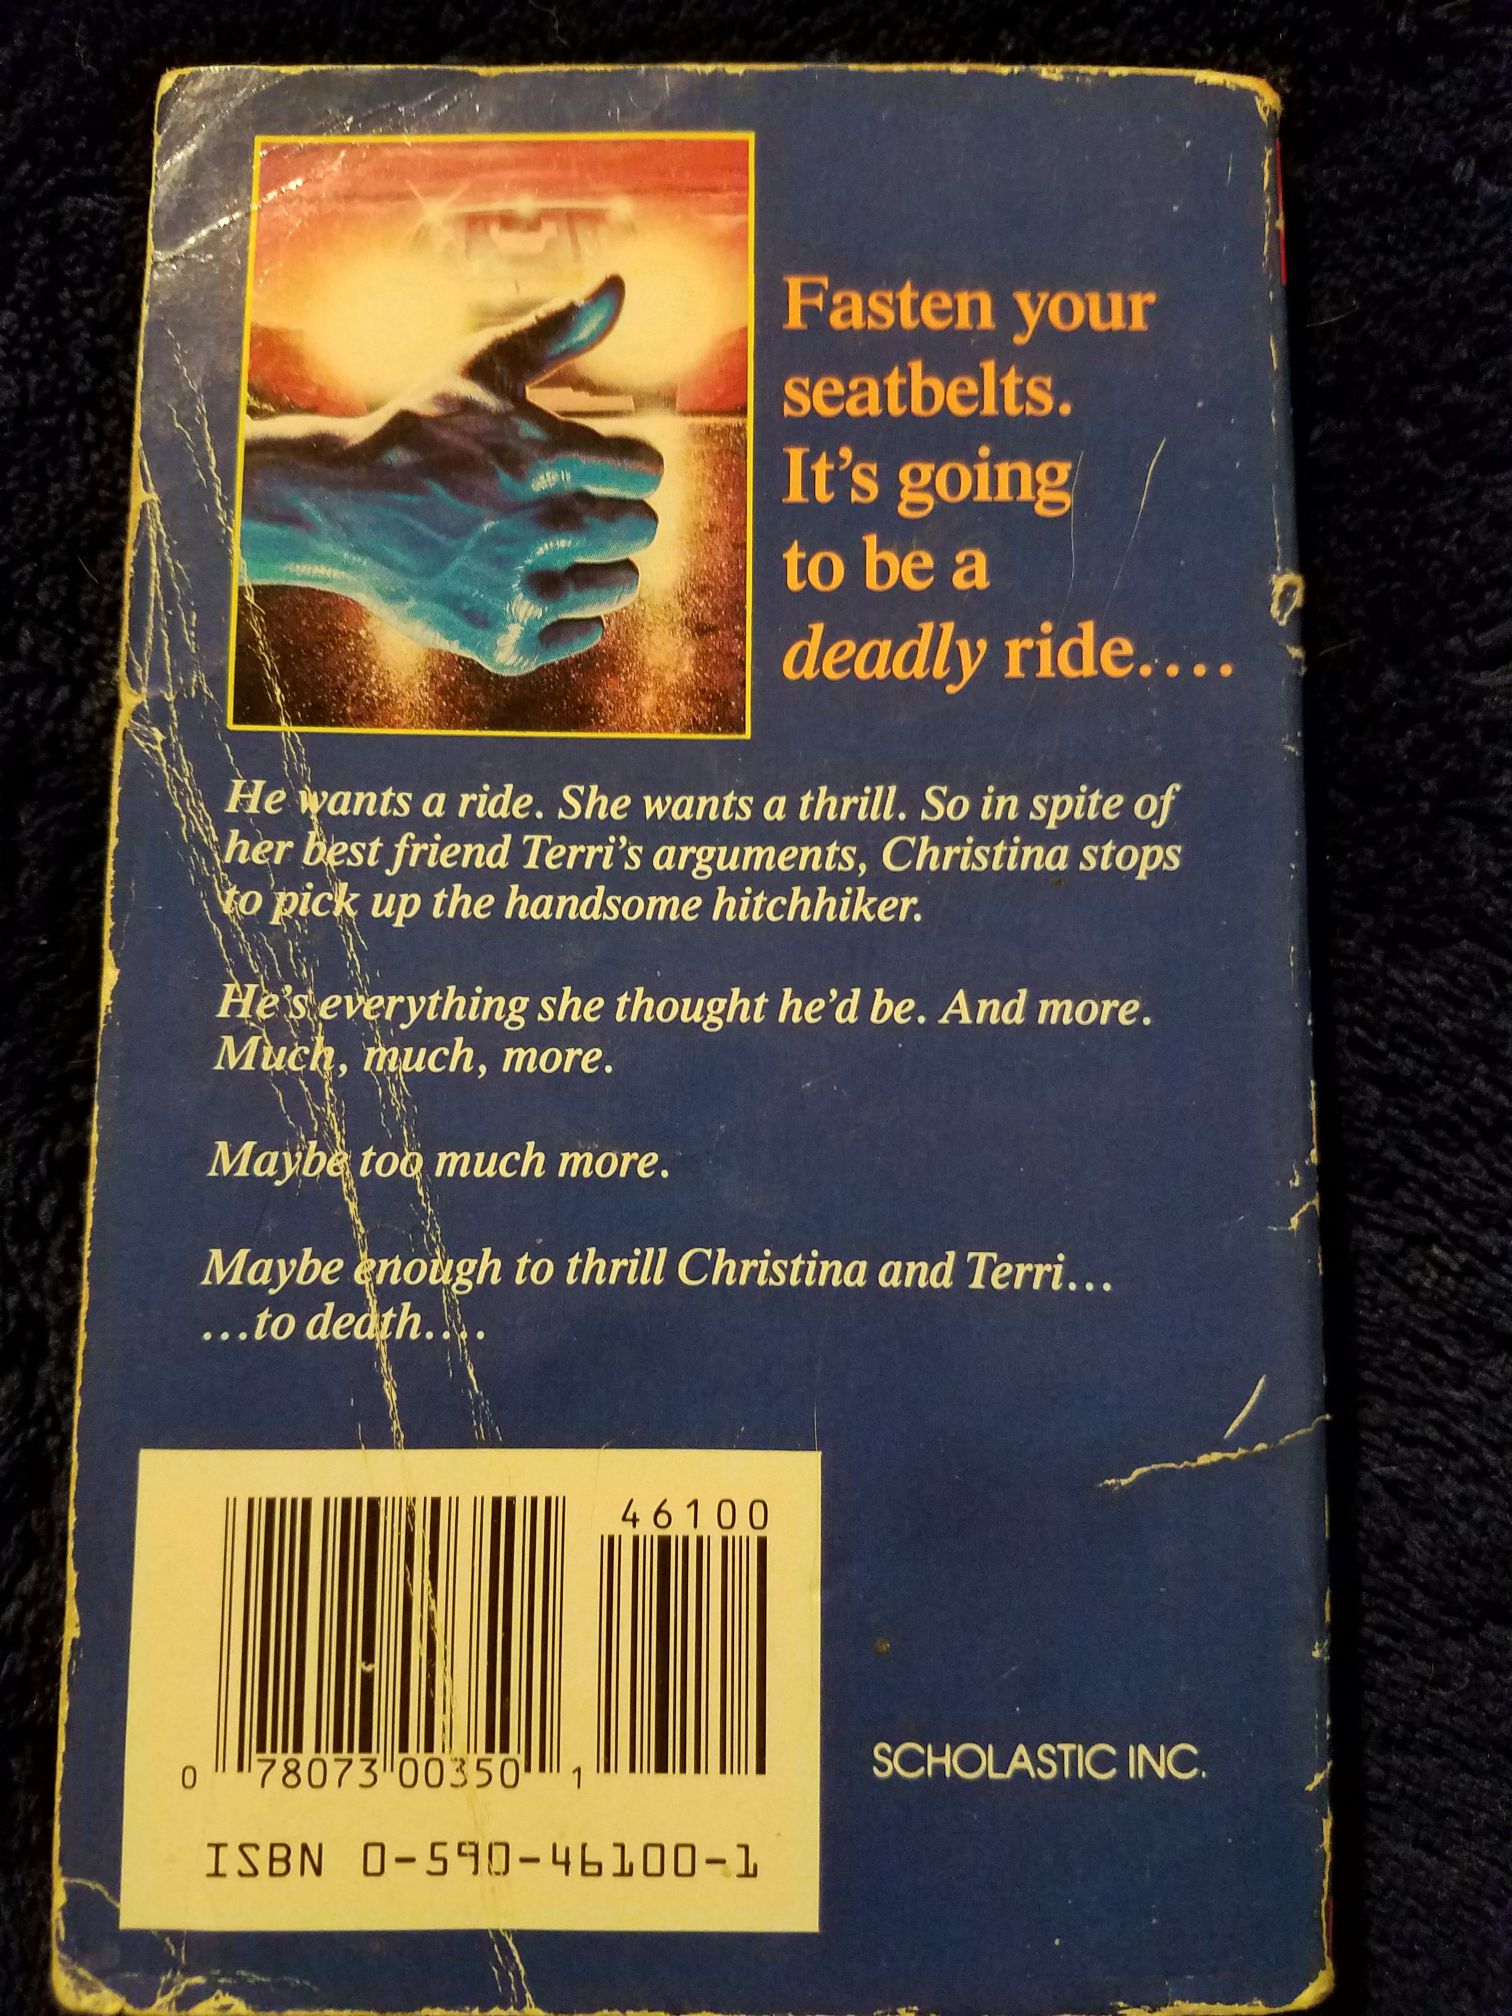 Fasten your
seatbelts.
It's going
to be a
deadly ride....
He wants a ride. She wants a thrill. So in spite of
her best friend Terri's arguments, Christina stops
to pick up the handsome hitchhiker.
He's everything she thought he'd be. And more.
Much, much, more.
Maybe too much more.
Maybe enough to thrill Christina and Terri...
...to death....
46100
0 78073 00350 1
ISBN 0-590-46100-1
SCHOLASTIC INC.